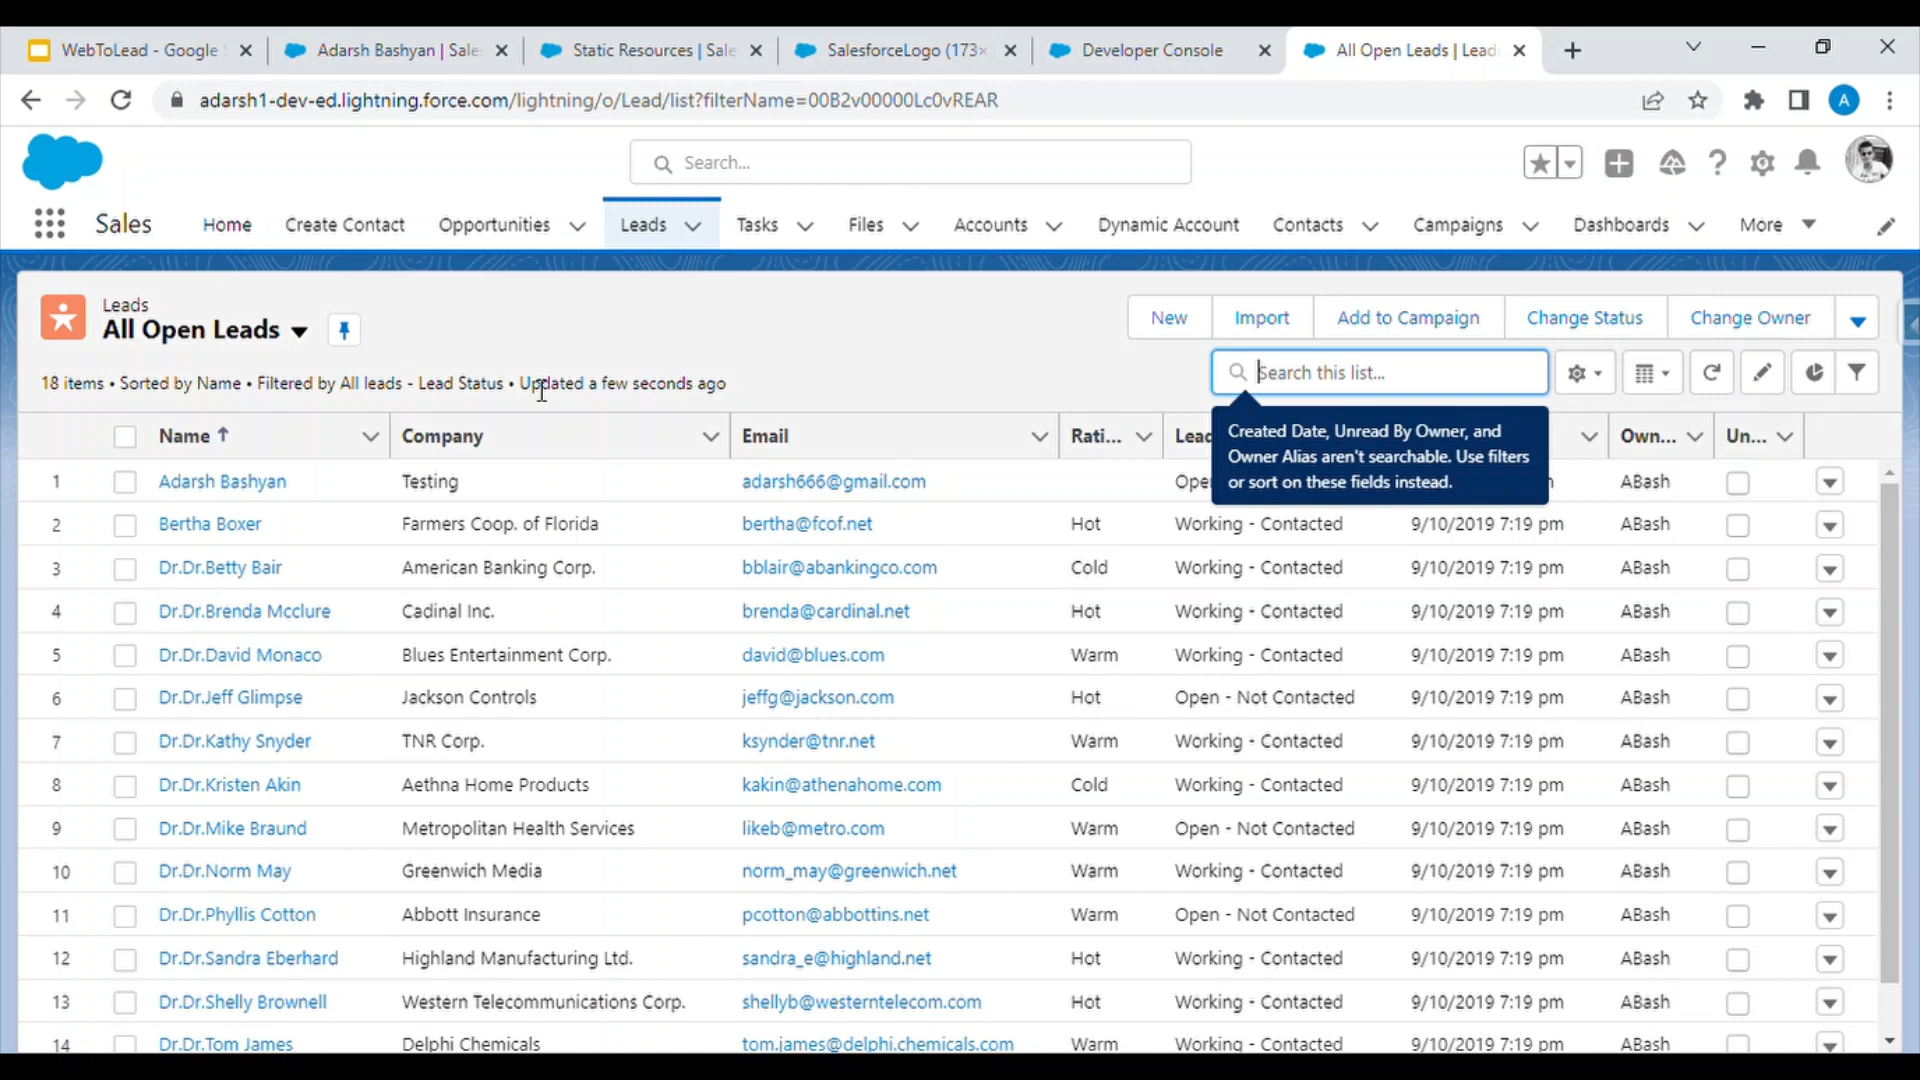 WebToLead - Google S
Adarsh Bashyan | Sale
Static Resources | Sale
SalesforceLogo (173×
Developer Console
All Open Leads | Lead
adarsh1-dev-ed.lightning.force.com/lightning/o/Lead/list?filterName=00B2v00000Lc0vREAR
A
Search...
Sales
Home
Create Contact
Opportunities
Leads
Tasks
Files
Accounts
Dynamic Account
Contacts
Campaigns
Dashboards
More
Leads
All Open Leads
New
Import
Add to Campaign
Change Status
Change Owner
18 items • Sorted by Name • Filtered by All leads - Lead Status • Updated a few seconds ago
Search this list...
Created Date, Unread By Owner, and
Owner Alias aren't searchable. Use filters
or sort on these fields instead.
Name Company Email Rati... Lead Own... Un...
1 Adarsh Bashyan Testing adarsh666@gmail.com Ope ABash
2 Bertha Boxer Farmers Coop. of Florida bertha@fcof.net Hot Working - Contacted 9/10/2019 7:19 pm ABash
3 Dr.Dr.Betty Bair American Banking Corp. bblair@abankingco.com Cold Working - Contacted 9/10/2019 7:19 pm ABash
4 Dr.Dr.Brenda Mcclure Cadinal Inc. brenda@cardinal.net Hot Working - Contacted 9/10/2019 7:19 pm ABash
5 Dr.Dr.David Monaco Blues Entertainment Corp. david@blues.com Warm Working - Contacted 9/10/2019 7:19 pm ABash
6 Dr.Dr.Jeff Glimpse Jackson Controls jeffg@jackson.com Hot Open - Not Contacted 9/10/2019 7:19 pm ABash
7 Dr.Dr.Kathy Snyder TNR Corp. ksynder@tnr.net Warm Working - Contacted 9/10/2019 7:19 pm ABash
8 Dr.Dr.Kristen Akin Aethna Home Products kakin@athenahome.com Cold Working - Contacted 9/10/2019 7:19 pm ABash
9 Dr.Dr.Mike Braund Metropolitan Health Services likeb@metro.com Warm Open - Not Contacted 9/10/2019 7:19 pm ABash
10 Dr.Dr.Norm May Greenwich Media norm_may@greenwich.net Warm Working - Contacted 9/10/2019 7:19 pm ABash
11 Dr.Dr.Phyllis Cotton Abbott Insurance pcotton@abbottins.net Warm Open - Not Contacted 9/10/2019 7:19 pm ABash
12 Dr.Dr.Sandra Eberhard Highland Manufacturing Ltd. sandra_e@highland.net Hot Working - Contacted 9/10/2019 7:19 pm ABash
13 Dr.Dr.Shelly Brownell Western Telecommunications Corp. shellyb@westerntelecom.com Hot Working - Contacted 9/10/2019 7:19 pm ABash
14 Dr.Dr.Tom James Delphi Chemicals tom.james@delphi.chemicals.com Warm Working - Contacted 9/10/2019 7:19 pm ABash